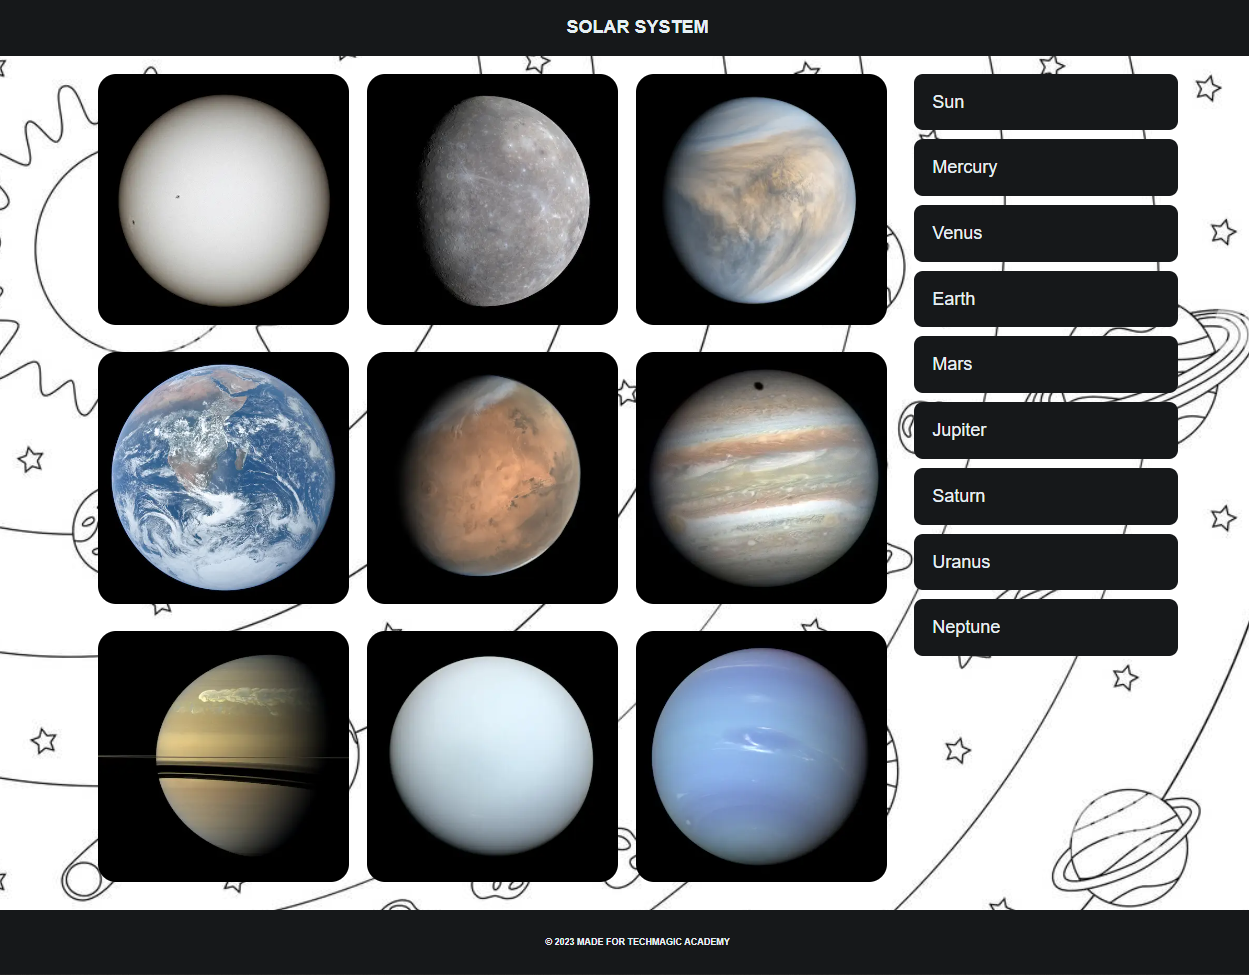 SOLAR SYSTEM
Sun
Mercury
Venus
Earth
Mars
Jupiter
Saturn
Uranus
Neptune
© 2023 MADE FOR TECHMAGIC ACADEMY